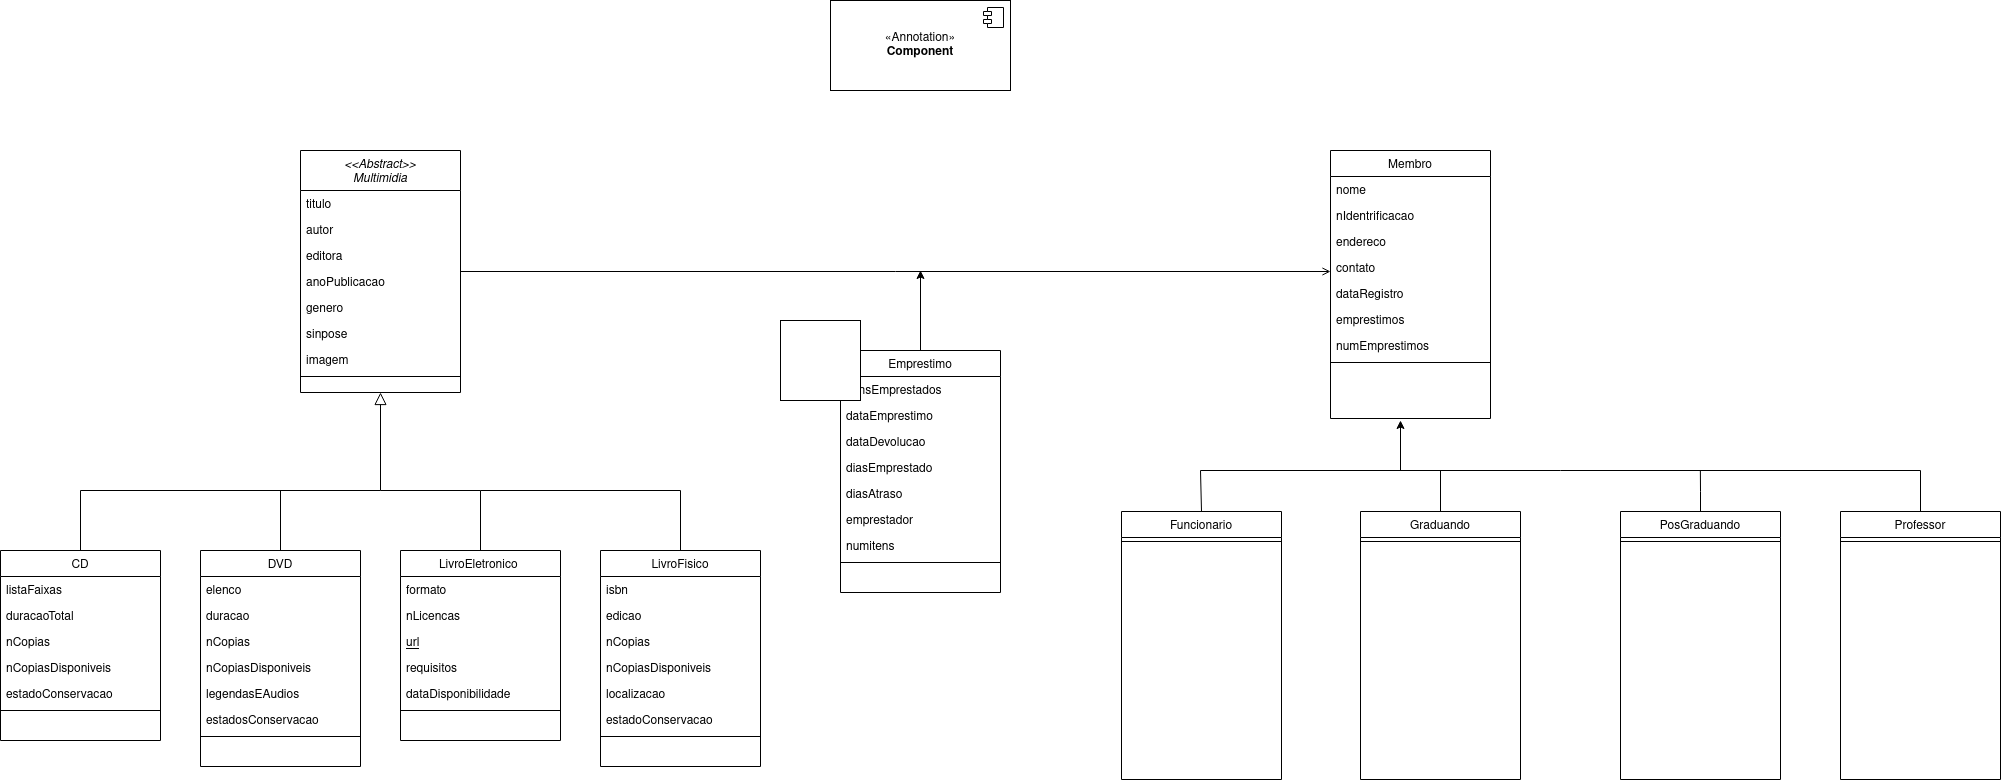 «Annotation»
Component
<<Abstract>>
Multimidia
titulo
autor
editora
anoPublicacao
genero
sinpose
imagem
Membro
nome
nIdentificacao
endereco
contato
dataRegistro
emprestimos
numEmprestimos
Emprestimo
nsEmprestados
dataEmprestimo
dataDevolucao
diasEmprestado
diasAtraso
emprestador
numitens
CD
listaFaixas
duracaoTotal
nCopias
nCopiasDisponiveis
estadoConservacao
DVD
elenco
duracao
nCopias
nCopiasDisponiveis
legendasEAudios
estadosConservacao
LivroEletronico
formato
nLicencas
url
requisitos
dataDisponibilidade
LivroFisico
isbn
edicao
nCopias
nCopiasDisponiveis
localizacao
estadoConservacao
Funcionario
Graduando
PosGraduando
Professor